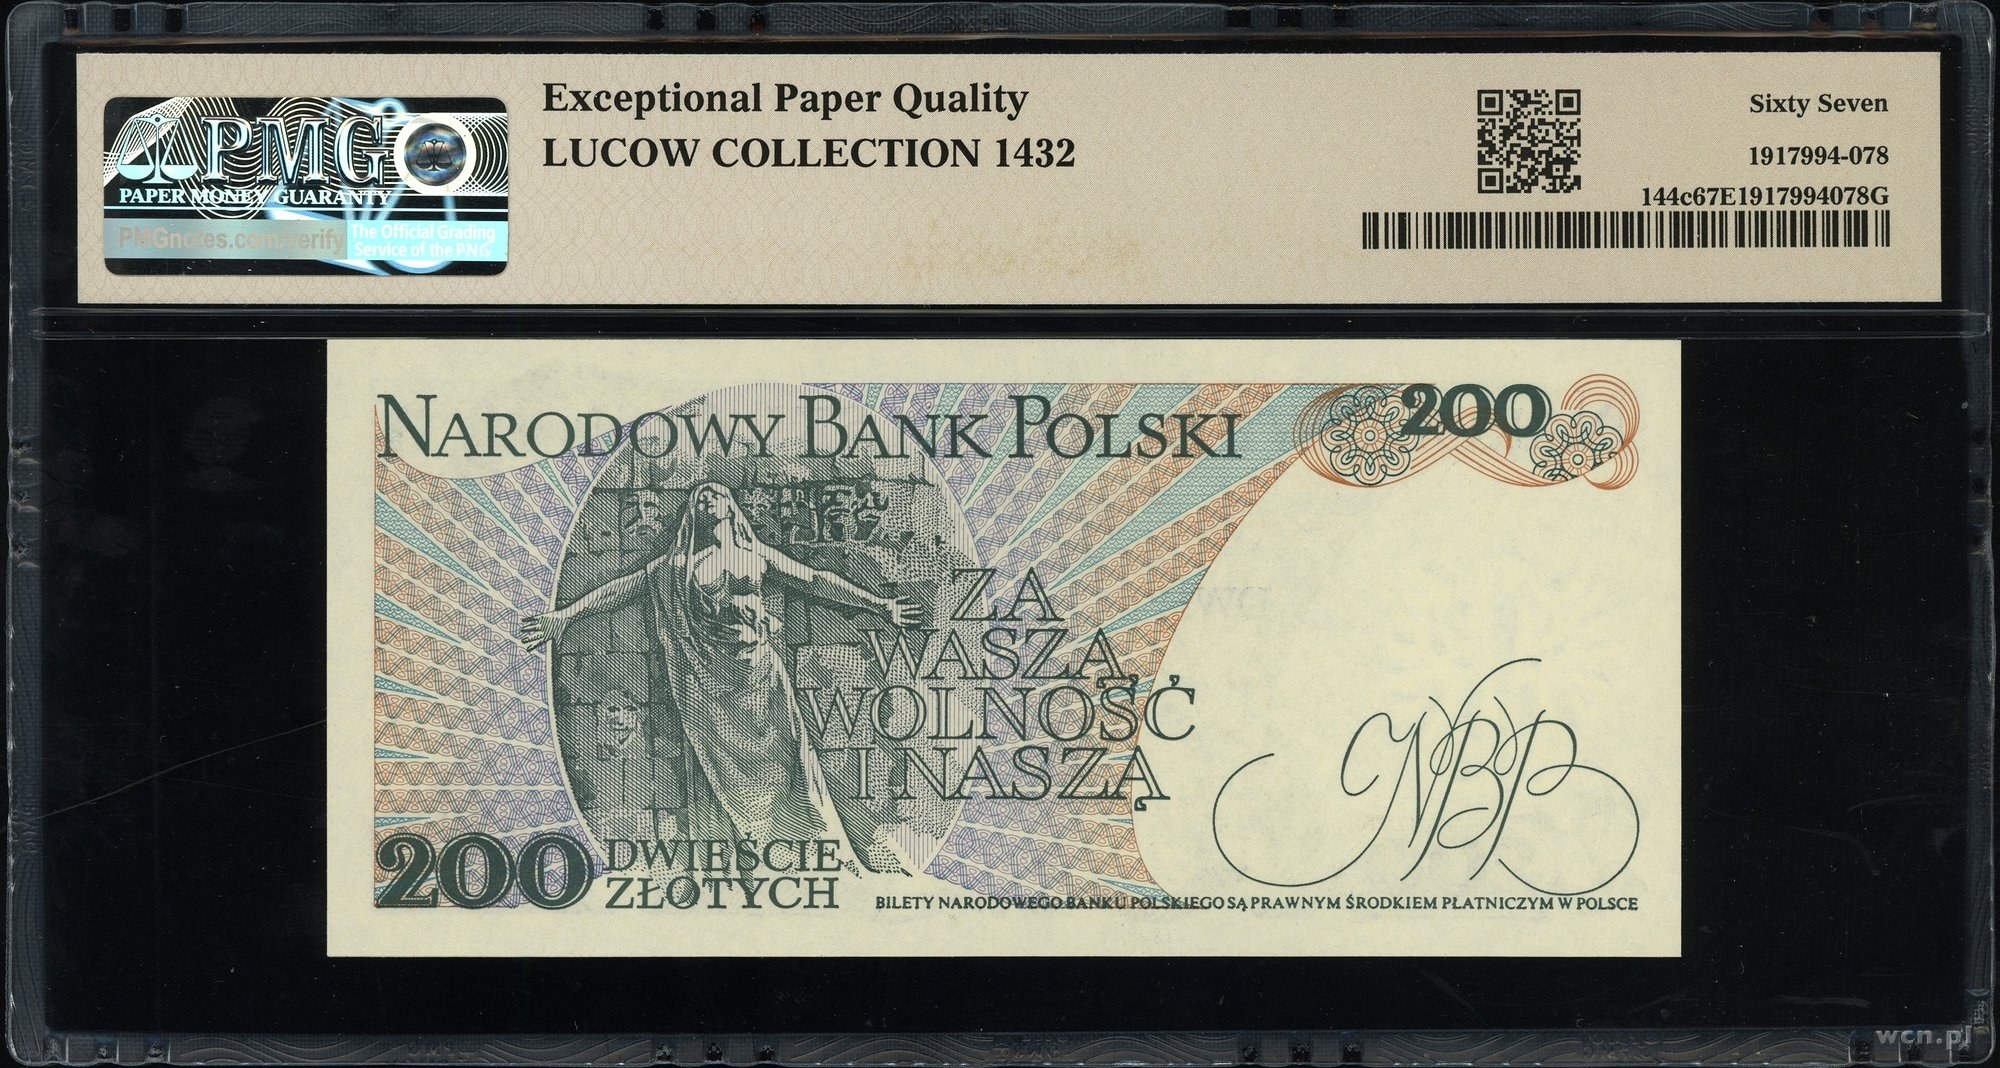 PMG
PAPER MONEY GUARANTY
PMGnotes.com/verify
The Official Grading
Service of the PNG
Exceptional Paper Quality
LUCOW COLLECTION 1432
Sixty Seven
1917994-078
144c67E1917994078G
NARODOWY BANK POLSKI
200
ZA
WASZĄ
WOLNOŚĆ
I NASZĄ
NBP
200 DWIEŚCIE
ZŁOTYCH
BILETY NARODOWEGO BANKU POLSKIEGO SĄ PRAWNYM ŚRODKIEM PŁATNICZYM W POLSCE
wcn.pl